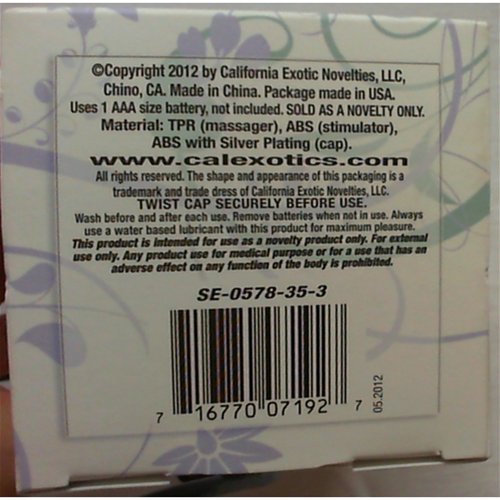 ©Copyright 2012 by California Exotic Novelties, LLC,
Chino, CA. Made in China. Package made in USA.
Uses 1 AAA size battery, not included. SOLD AS A NOVELTY ONLY.
Material: TPR (massager), ABS (stimulator),
ABS with Silver Plating (cap).
www.calexotics.com
All rights reserved. The shape and appearance of this packaging is a
trademark and trade dress of California Exotic Novelties, LLC.
TWIST CAP SECURELY BEFORE USE.
Wash before and after each use. Remove batteries when not in use. Always
use a water based lubricant with this product for maximum pleasure.
This product is intended for use as a novelty product only. For external
use only. Any product use for medical purpose or for a use that has an
adverse effect on any function of the body is prohibited.
SE-0578-35-3
7 16770 07192 7
05.2012